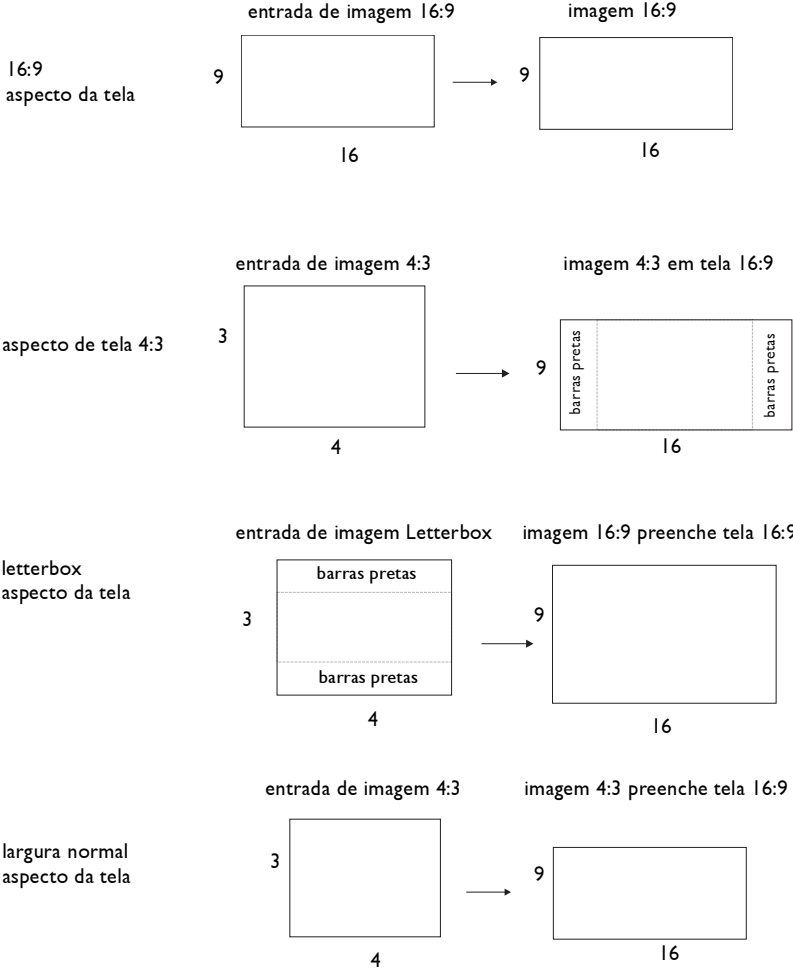 entrada de imagem 16:9
imagem 16:9
16:9
aspecto da tela
9
9
16
16
entrada de imagem 4:3
imagem 4:3 em tela 16:9
aspecto de tela 4:3
3
9
barras pretas
barras pretas
4
16
entrada de imagem Letterbox
imagem 16:9 preenche tela 16:9
letterbox
aspecto da tela
barras pretas
3
9
barras pretas
4
16
entrada de imagem 4:3
imagem 4:3 preenche tela 16:9
largura normal
aspecto da tela
3
9
4
16